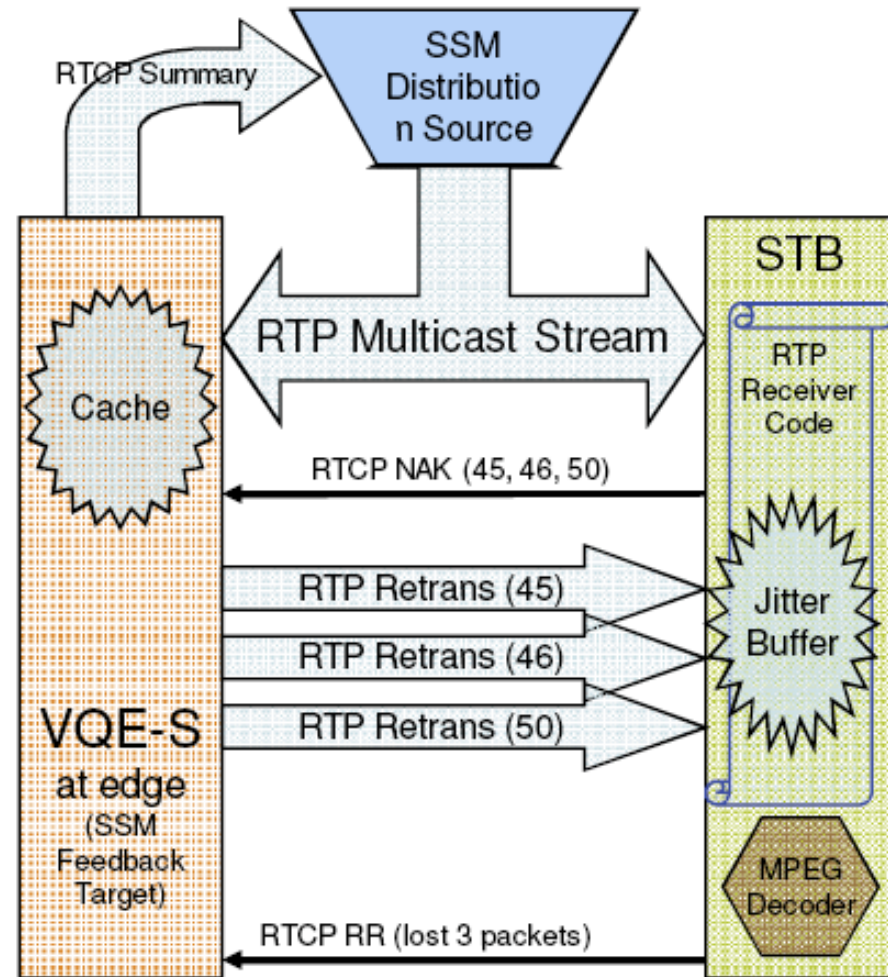 RTCP Summary
SSM
Distributio
n Source
STB
RTP Multicast Stream
Cache
RTP
Receiver
Code
RTCP NAK (45, 46, 50)
RTP Retrans (45)
RTP Retrans (46)
RTP Retrans (50)
Jitter
Buffer
VQE-S
at edge
(SSM
Feedback
Target)
MPEG
Decoder
RTCP RR (lost 3 packets)